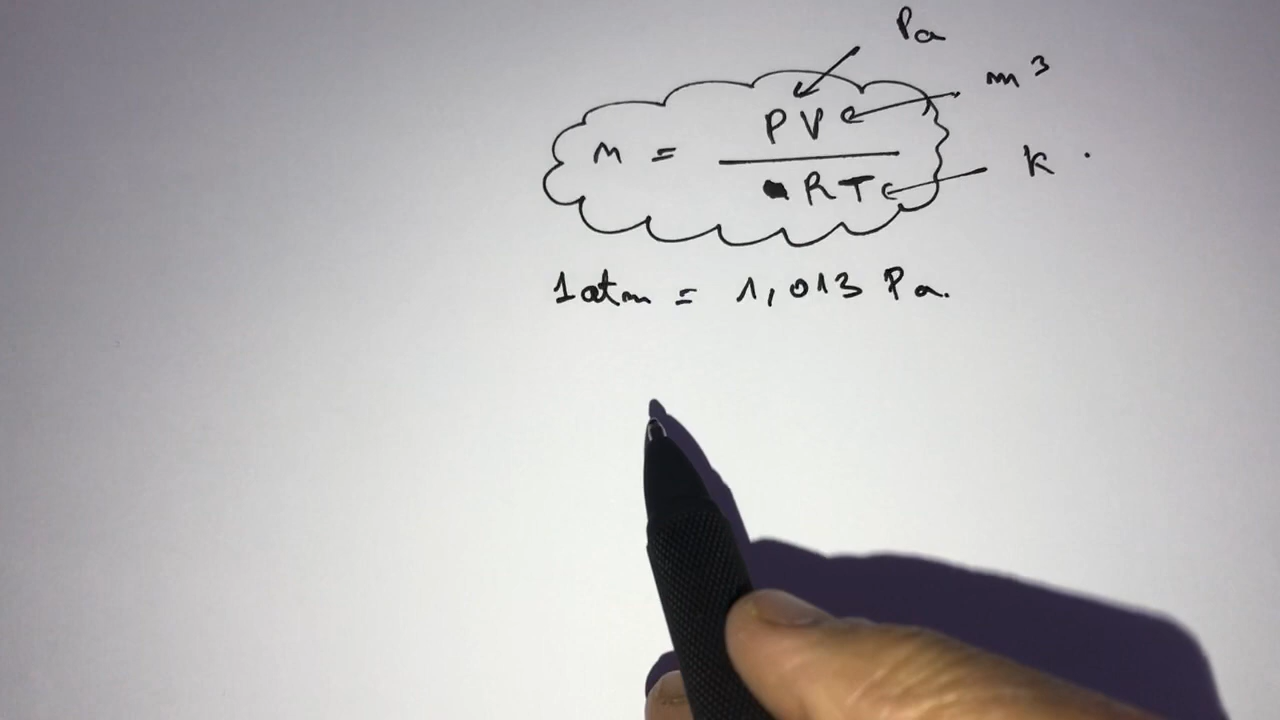 Pa
m³
n = PV / RT
K .
1atm = 1,013 Pa.